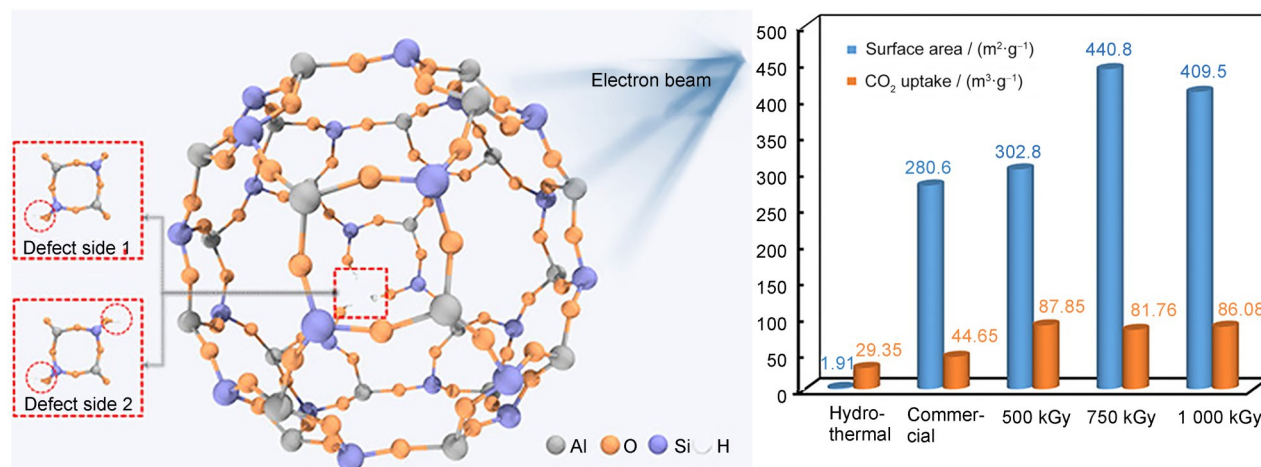 Electron beam
Defect side 1
Defect side 2
Al O Si H
500
450
400
350
300
250
200
150
100
50
0
Surface area / (m²·g⁻¹)
CO₂ uptake / (m³·g⁻¹)
1.91
29.35
280.6
44.65
302.8
87.85
440.8
81.76
409.5
86.08
Hydro-
thermal
Commer-
cial
500 kGy
750 kGy
1 000 kGy